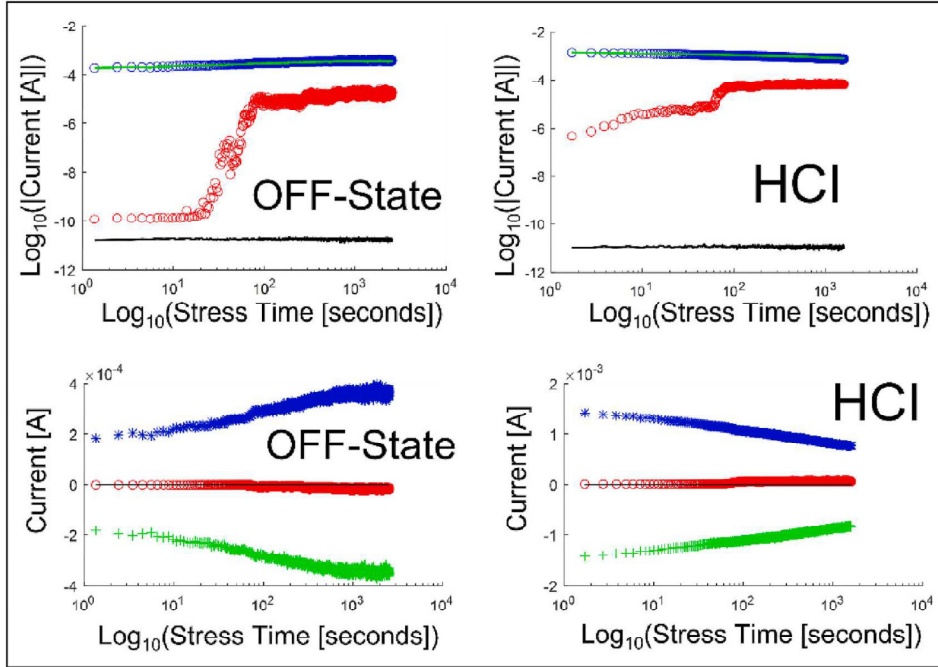 Log10(|Current [A]|)
-2
-4
-6
-8
-10
-12
OFF-State
10^0 10^1 10^2 10^3 10^4
Log10(Stress Time [seconds])
Log10(|Current [A]|)
-2
-4
-6
-8
-10
-12
HCI
10^0 10^2 10^4
Log10(Stress Time [seconds])
×10^-4
Current [A]
4
2
0
-2
-4
OFF-State
10^0 10^1 10^2 10^3 10^4
Log10(Stress Time [seconds])
×10^-3
Current [A]
2
1
0
-1
-2
HCI
10^0 10^1 10^2 10^3 10^4
Log10(Stress Time [seconds])